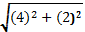 √((4)² + (2)²)